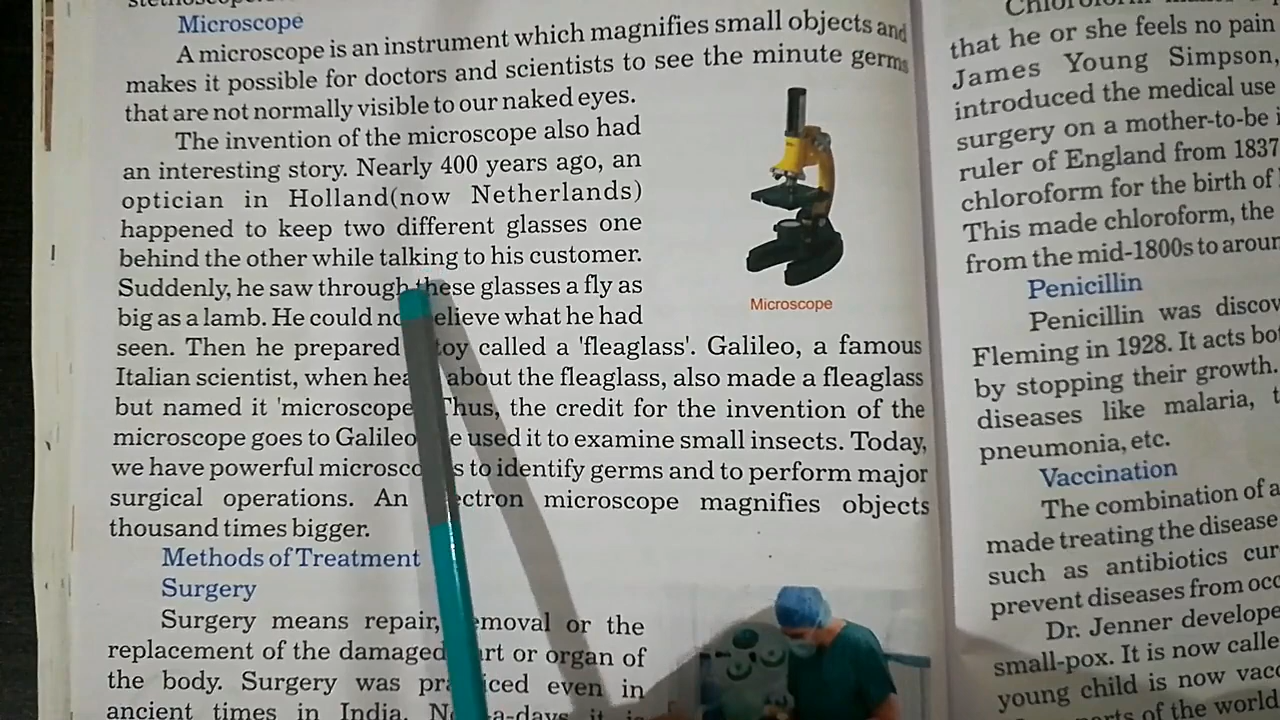 Microscope
A microscope is an instrument which magnifies small objects and
makes it possible for doctors and scientists to see the minute germs
that are not normally visible to our naked eyes.
The invention of the microscope also had
an interesting story. Nearly 400 years ago, an
optician in Holland(now Netherlands)
happened to keep two different glasses one
behind the other while talking to his customer.
Suddenly, he saw through these glasses a fly as
big as a lamb. He could elieve what he had
seen. Then he prepared toy called a 'fleaglass'. Galileo, a famous
Italian scientist, when about the fleaglass, also made a fleaglass
but named it 'microscope Thus, the credit for the invention of the
microscope goes to Galileo e used it to examine small insects. Today,
we have powerful s to identify germs and to perform major
surgical operations. An ectron microscope magnifies objects
thousand times bigger.
Microscope
Methods of Treatment
Surgery
Surgery means repair, moval or the
replacement of the damaged rt or organ of
the body. Surgery was iced even in
ancient times in India. a-days it is
that he or she feels no pain
James Young Simpson,
introduced the medical use
surgery on a mother-to-be
ruler of England from 1837
chloroform for the birth of
This made chloroform, the
from the mid-1800s to
Penicillin
Penicillin was
Fleming in 1928. It acts
by stopping their growth.
diseases like malaria,
pneumonia, etc.
Vaccination
The combination of a
made treating the disease
such as antibiotics
prevent diseases from
Dr. Jenner
small-pox. It is now
young child is now
of the world